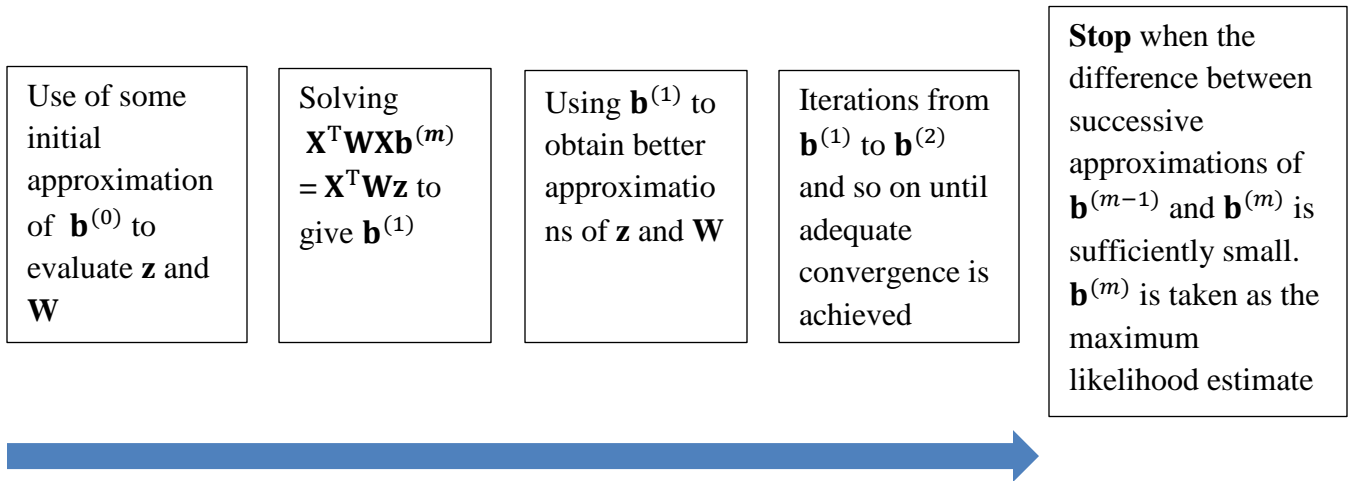 Use of some
initial
approximation
of 𝐛⁽⁰⁾ to
evaluate 𝐳 and
𝐖
Solving
𝐗ᵀ𝐖𝐗𝐛⁽ᵐ⁾
= 𝐗ᵀ𝐖𝐳 to
give 𝐛⁽¹⁾
Using 𝐛⁽¹⁾ to
obtain better
approximatio
ns of 𝐳 and 𝐖
Iterations from
𝐛⁽¹⁾ to 𝐛⁽²⁾
and so on until
adequate
convergence is
achieved
Stop when the
difference between
successive
approximations of
𝐛⁽ᵐ⁻¹⁾ and 𝐛⁽ᵐ⁾ is
sufficiently small.
𝐛⁽ᵐ⁾ is taken as the
maximum
likelihood estimate